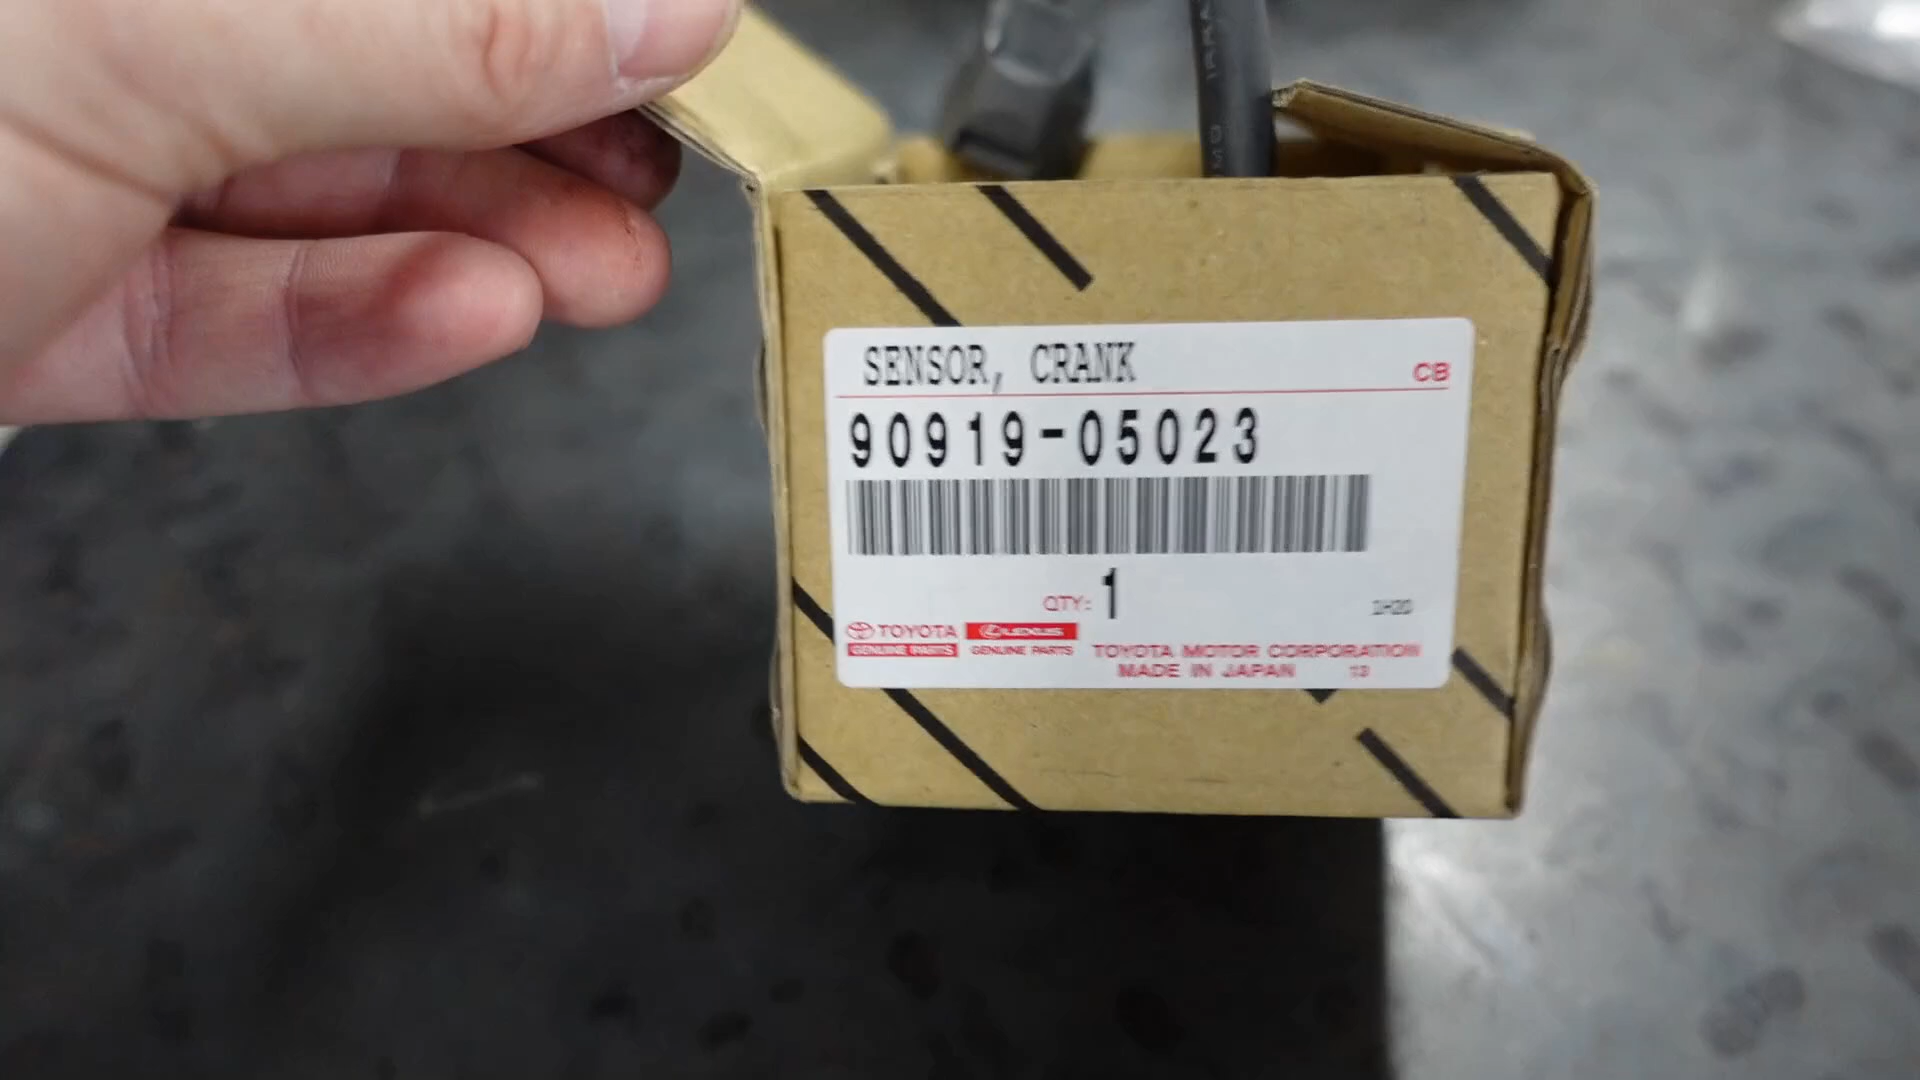 SENSOR, CRANK
CB
90919-05023
QTY: 1
TOYOTA
GENUINE PARTS
LEXUS
GENUINE PARTS
TOYOTA MOTOR CORPORATION
MADE IN JAPAN 13